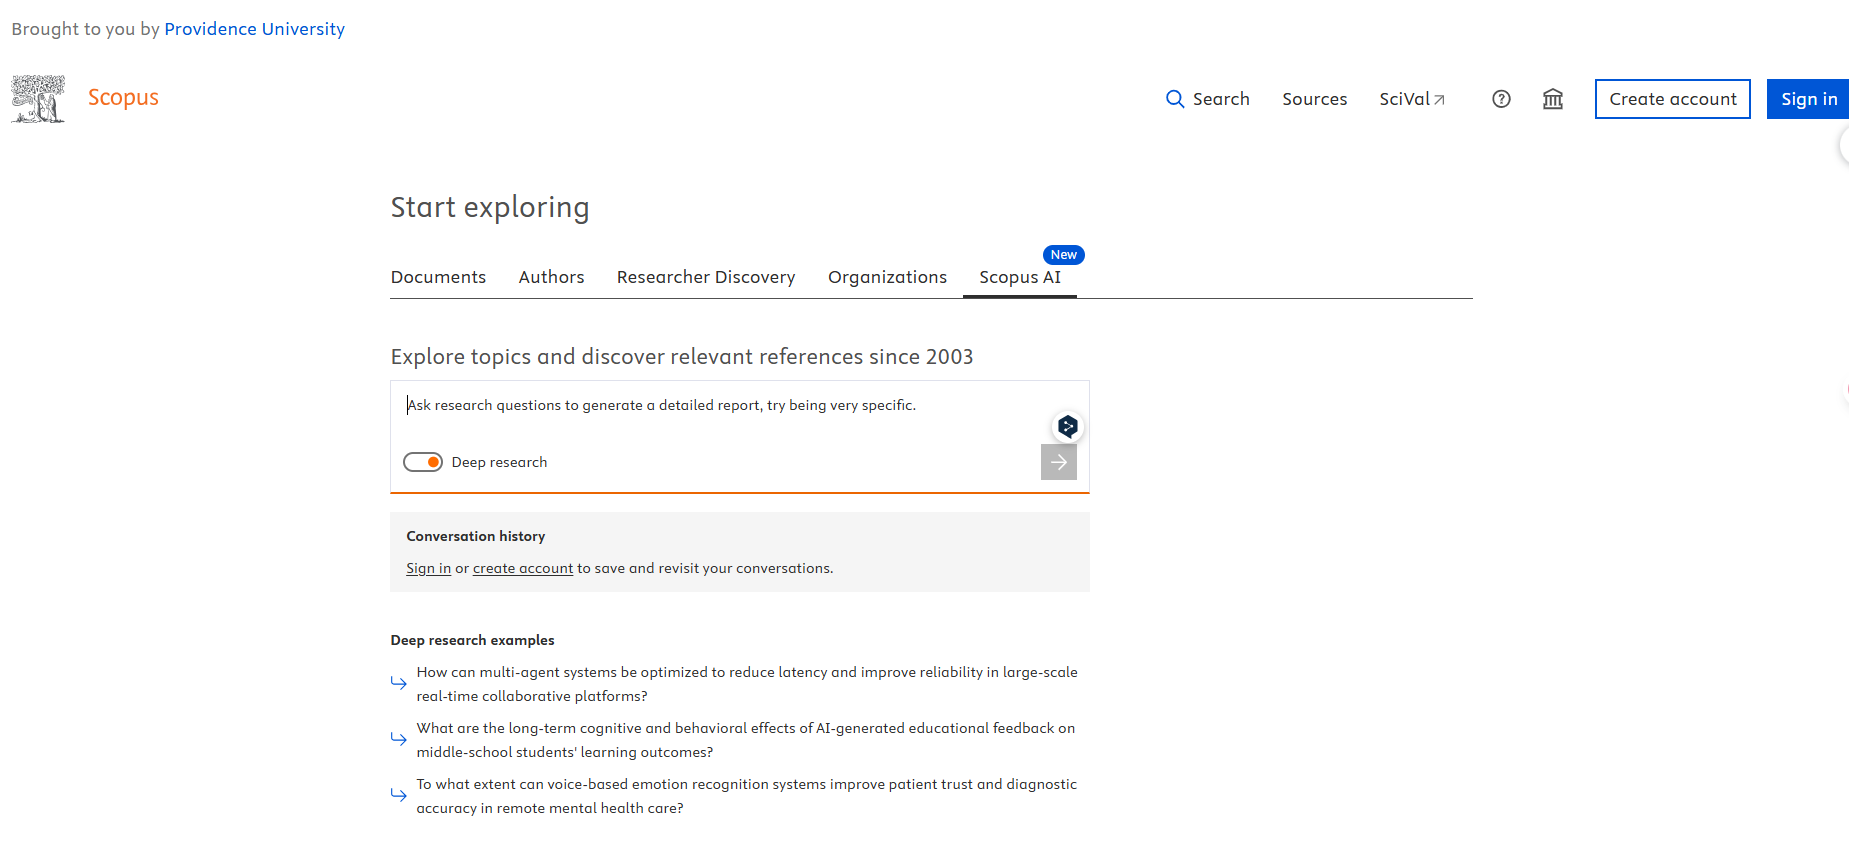 Brought to you by Providence University
Scopus
Search Sources SciVal Create account Sign in
Start exploring
New
Documents Authors Researcher Discovery Organizations Scopus AI
Explore topics and discover relevant references since 2003
Ask research questions to generate a detailed report, try being very specific.
Deep research
Conversation history
Sign in or create account to save and revisit your conversations.
Deep research examples
How can multi-agent systems be optimized to reduce latency and improve reliability in large-scale
real-time collaborative platforms?
What are the long-term cognitive and behavioral effects of AI-generated educational feedback on
middle-school students' learning outcomes?
To what extent can voice-based emotion recognition systems improve patient trust and diagnostic
accuracy in remote mental health care?